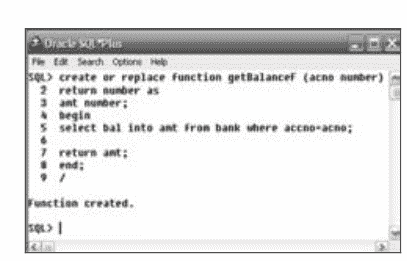 Oracle SQL*Plus
File Edit Search Options Help
SQL> create or replace function getBalanceF (acno number)
2 return number as
3 amt number;
4 begin
5 select bal into amt from bank where accno=acno;
6
7 return amt;
8 end;
9 /
Function created.
SQL>